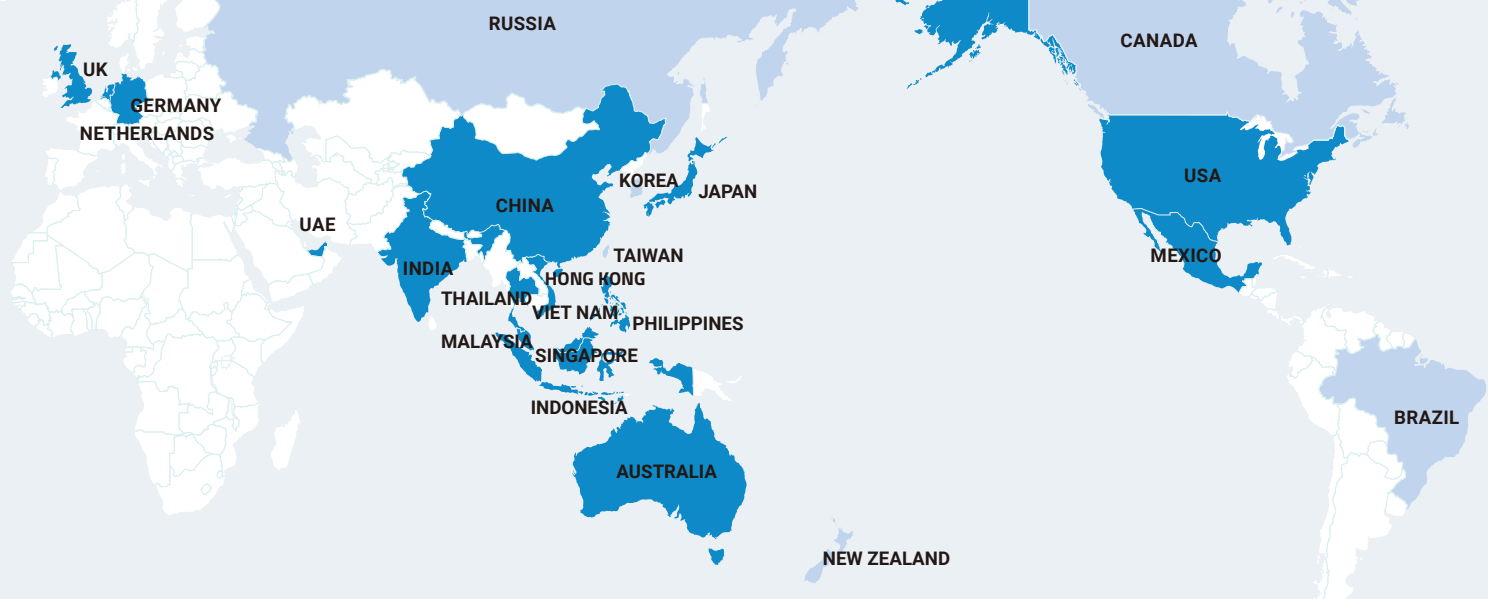 RUSSIA
CANADA
UK
GERMANY
NETHERLANDS
USA
KOREA
JAPAN
CHINA
UAE
TAIWAN
MEXICO
INDIA
HONG KONG
THAILAND
VIET NAM
PHILIPPINES
MALAYSIA
SINGAPORE
INDONESIA
BRAZIL
AUSTRALIA
NEW ZEALAND